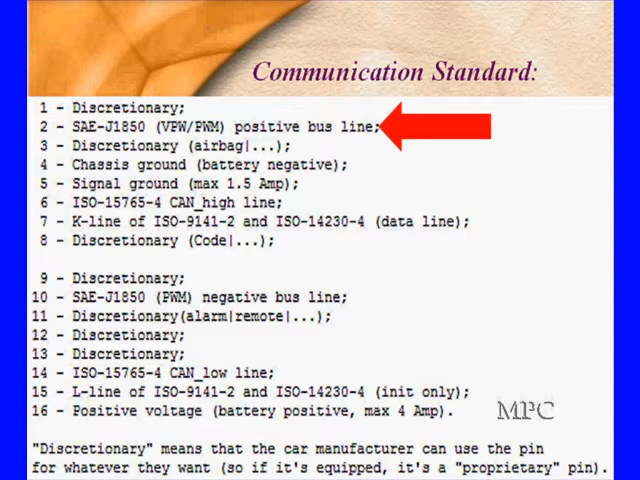 Communication Standard:
1 - Discretionary;
2 - SAE-J1850 (VPW/PWM) positive bus line;
3 - Discretionary (airbag|...);
4 - Chassis ground (battery negative);
5 - Signal ground (max 1.5 Amp);
6 - ISO-15765-4 CAN_high line;
7 - K-line of ISO-9141-2 and ISO-14230-4 (data line);
8 - Discretionary (Code|...);
9 - Discretionary;
10 - SAE-J1850 (PWM) negative bus line;
11 - Discretionary(alarm|remote|...);
12 - Discretionary;
13 - Discretionary;
14 - ISO-15765-4 CAN_low line;
15 - L-line of ISO-9141-2 and ISO-14230-4 (init only);
16 - Positive voltage (battery positive, max 4 Amp).
MPC
"Discretionary" means that the car manufacturer can use the pin
for whatever they want (so if it's equipped, it's a "proprietary" pin).